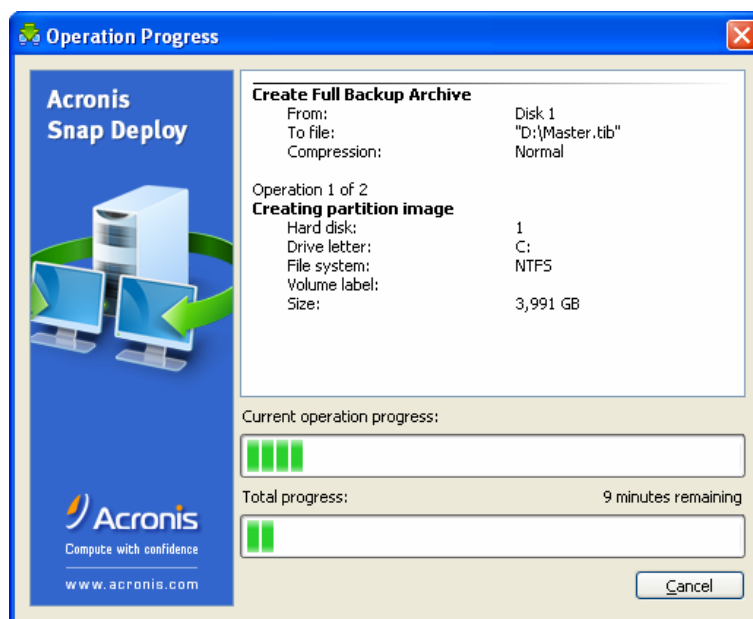 Operation Progress
Acronis
Snap Deploy
Create Full Backup Archive
From: Disk 1
To file: "D:\Master.tib"
Compression: Normal
Operation 1 of 2
Creating partition image
Hard disk: 1
Drive letter: C:
File system: NTFS
Volume label:
Size: 3,991 GB
Current operation progress:
Total progress: 9 minutes remaining
Acronis
Compute with confidence
www.acronis.com
Cancel